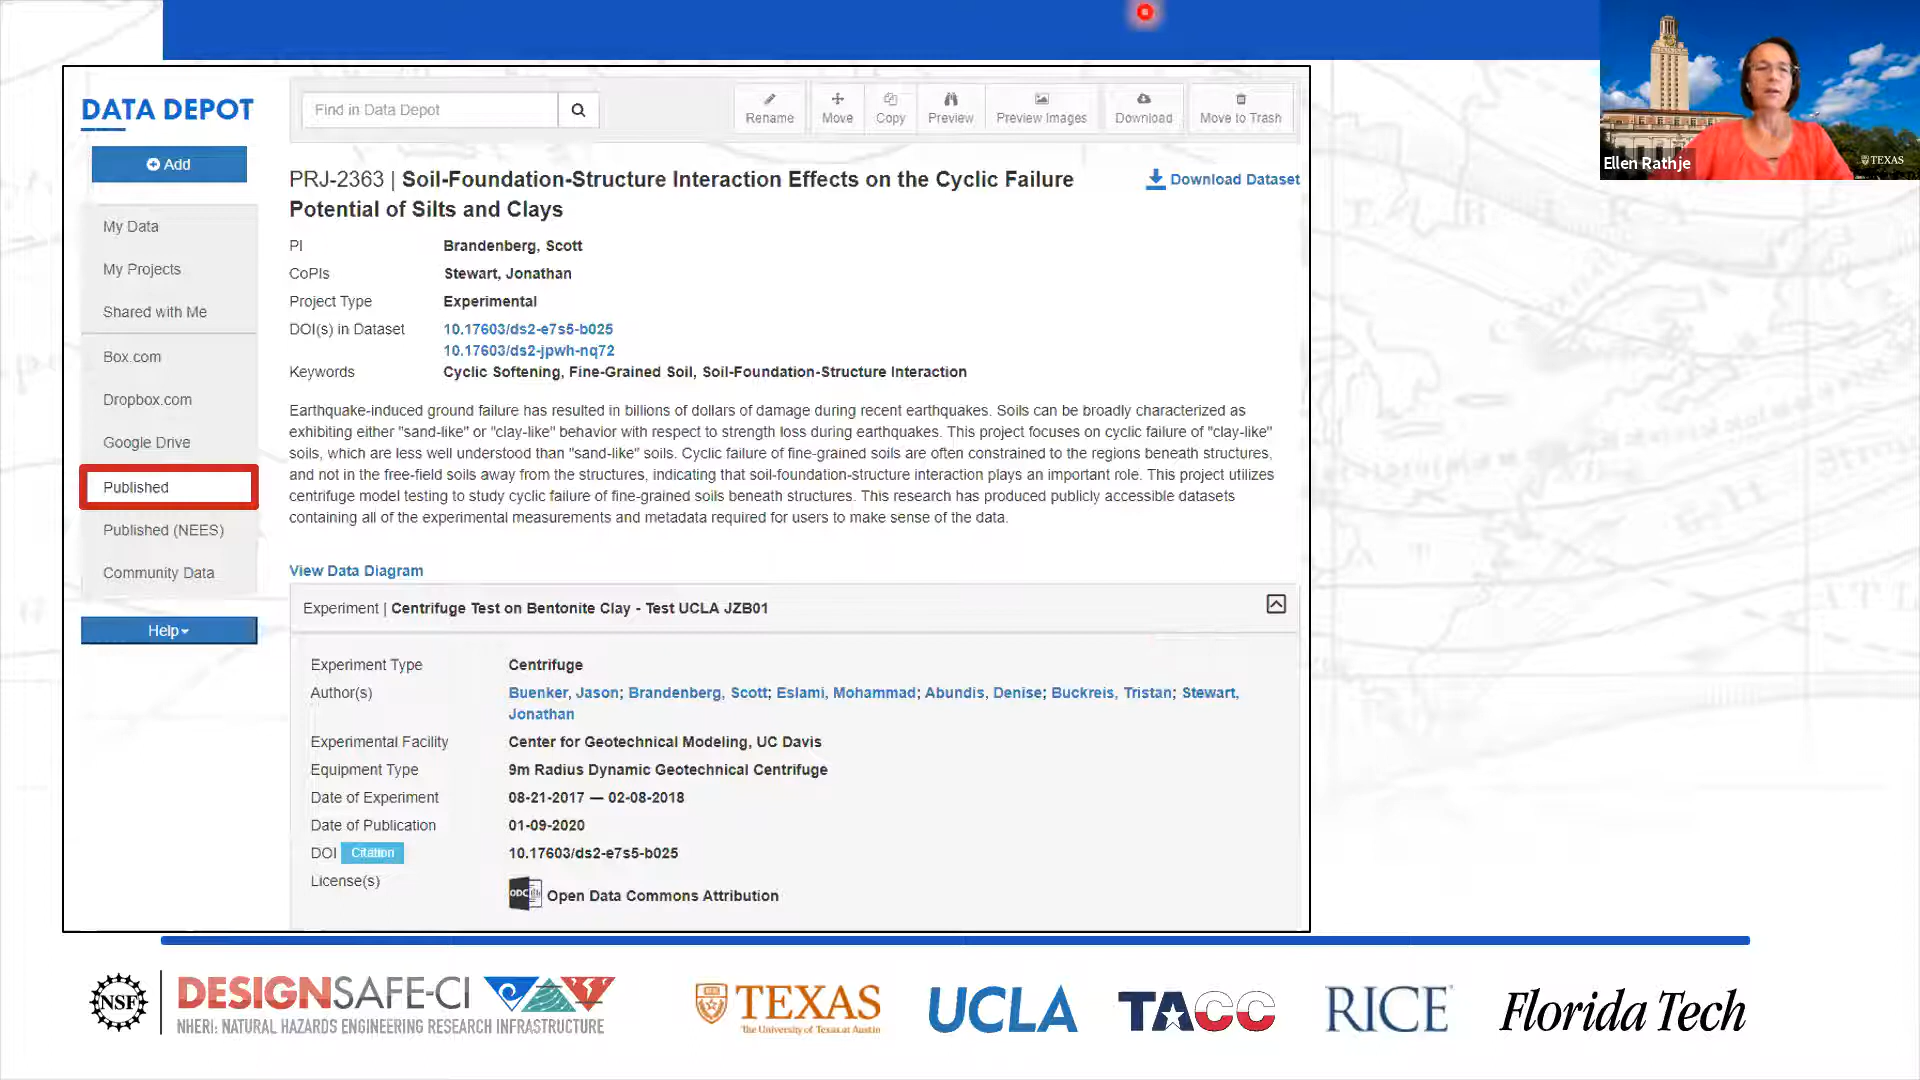 DATA DEPOT
Add
My Data
My Projects
Shared with Me
Box.com
Dropbox.com
Google Drive
Published
Published (NEES)
Community Data
Help
Find in Data Depot
Rename
Move
Copy
Preview
Preview Images
Download
Move to Trash
PRJ-2363 | Soil-Foundation-Structure Interaction Effects on the Cyclic Failure
Potential of Silts and Clays
Download Dataset
PI Brandenberg, Scott
CoPIs Stewart, Jonathan
Project Type Experimental
DOI(s) in Dataset 10.17603/ds2-e7s5-b025
10.17603/ds2-jpwh-nq72
Keywords Cyclic Softening, Fine-Grained Soil, Soil-Foundation-Structure Interaction
Earthquake-induced ground failure has resulted in billions of dollars of damage during recent earthquakes. Soils can be broadly characterized as
exhibiting either "sand-like" or "clay-like" behavior with respect to strength loss during earthquakes. This project focuses on cyclic failure of "clay-like"
soils, which are less well understood than "sand-like" soils. Cyclic failure of fine-grained soils are often constrained to the regions beneath structures,
and not in the free-field soils away from the structures, indicating that soil-foundation-structure interaction plays an important role. This project utilizes
centrifuge model testing to study cyclic failure of fine-grained soils beneath structures. This research has produced publicly accessible datasets
containing all of the experimental measurements and metadata required for users to make sense of the data.
View Data Diagram
Experiment | Centrifuge Test on Bentonite Clay - Test UCLA JZB01
Experiment Type Centrifuge
Author(s) Buenker, Jason; Brandenberg, Scott; Eslami, Mohammad; Abundis, Denise; Buckreis, Tristan; Stewart,
Jonathan
Experimental Facility Center for Geotechnical Modeling, UC Davis
Equipment Type 9m Radius Dynamic Geotechnical Centrifuge
Date of Experiment 08-21-2017 — 02-08-2018
Date of Publication 01-09-2020
DOI Citation 10.17603/ds2-e7s5-b025
License(s) ODC Open Data Commons Attribution
Ellen Rathje
TEXAS
NSF
DESIGNSAFE-CI
NHERI: NATURAL HAZARDS ENGINEERING RESEARCH INFRASTRUCTURE
TEXAS
The University of Texas at Austin
UCLA
TACC
RICE
Florida Tech